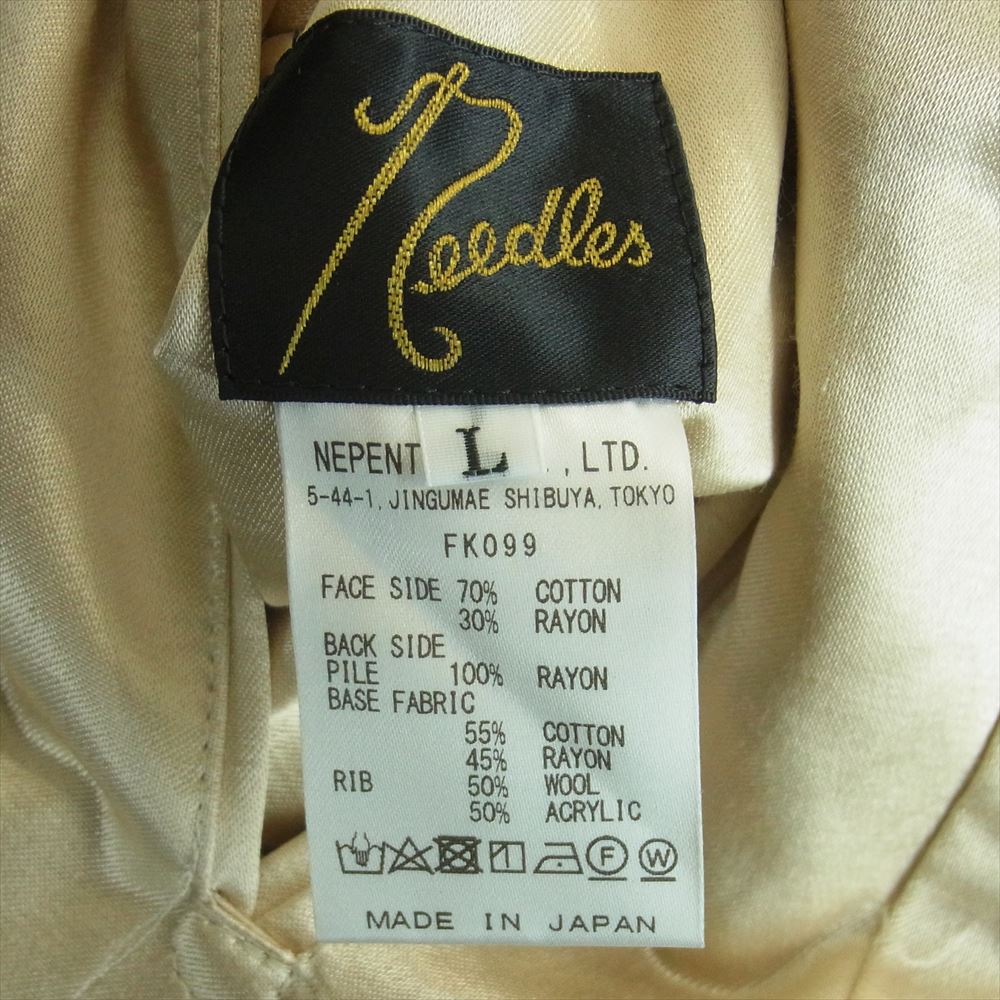 Needles
L
NEPENT , LTD.
5-44-1, JINGUMAE SHIBUYA, TOKYO
FK099
FACE SIDE 70% COTTON
30% RAYON
BACK SIDE
PILE 100% RAYON
BASE FABRIC
55% COTTON
45% RAYON
RIB 50% WOOL
50% ACRYLIC
F W
MADE IN JAPAN